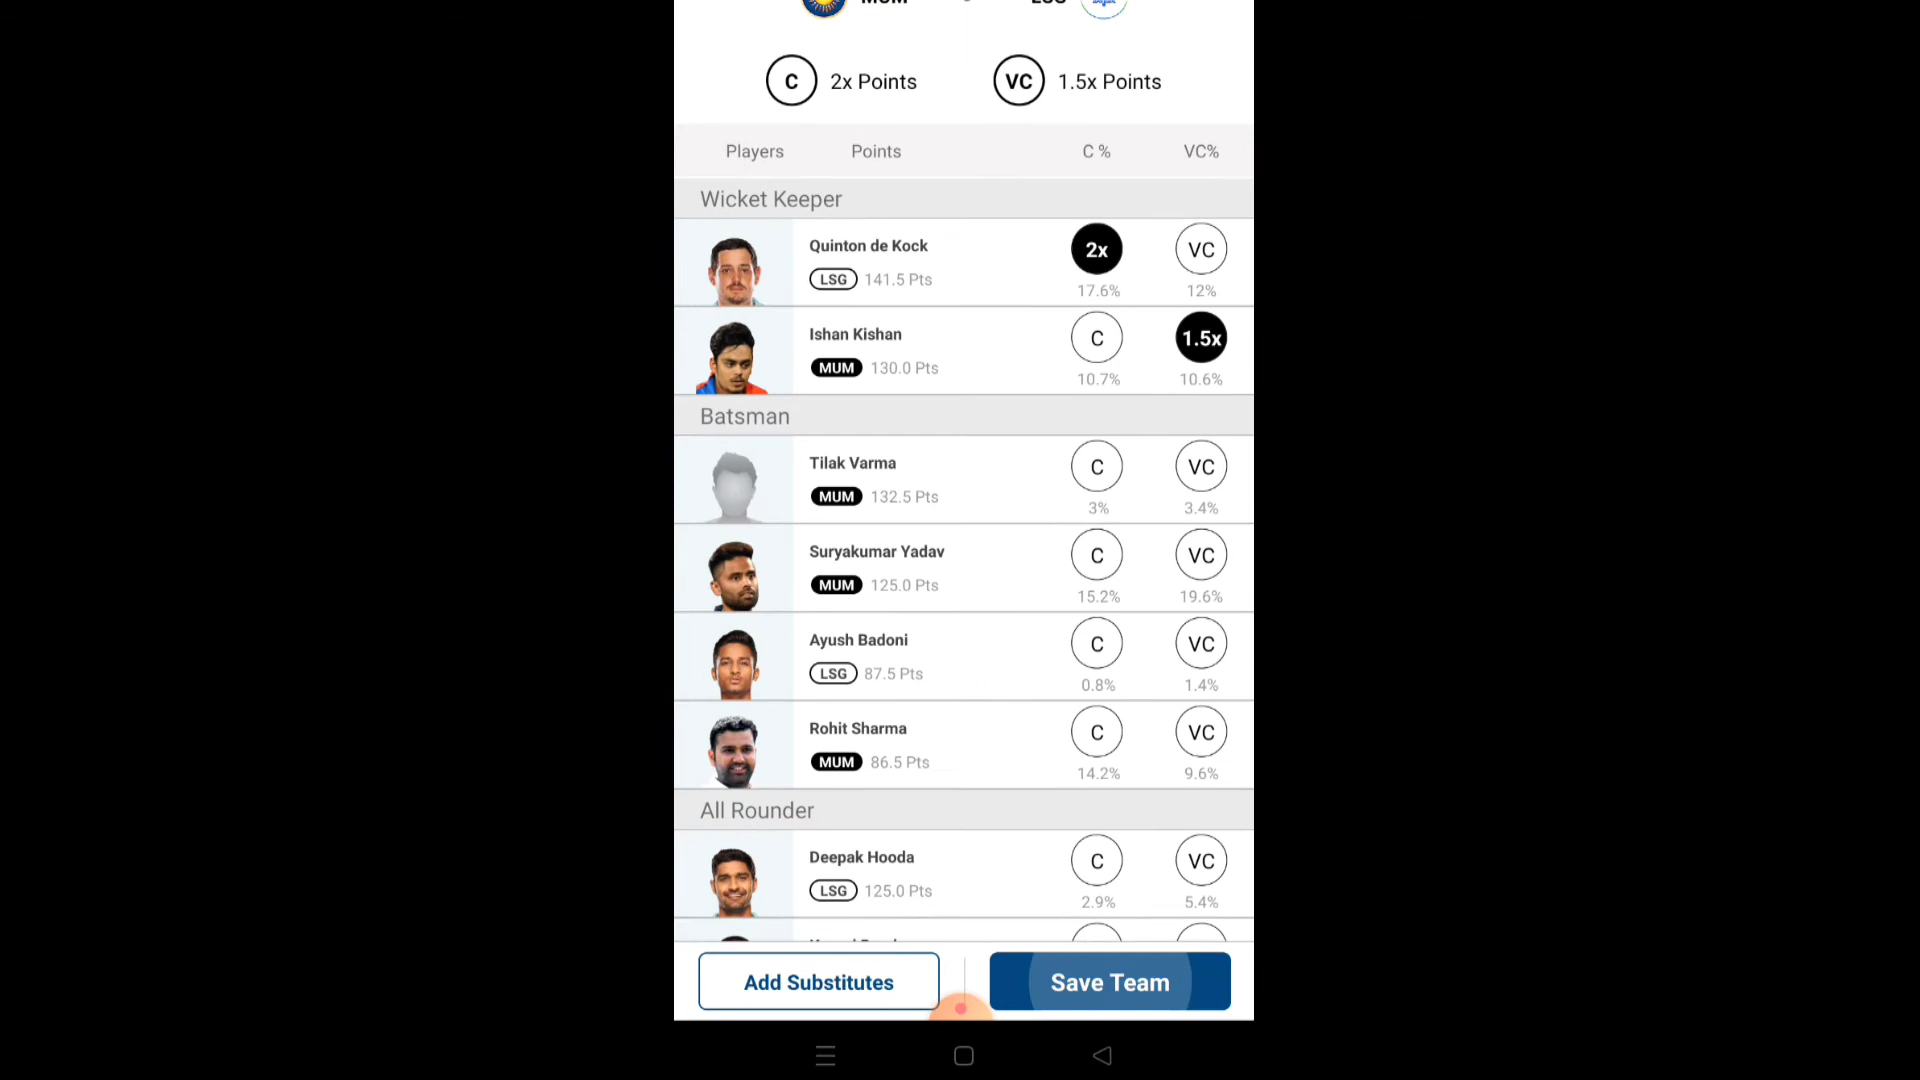 MUM LSG
C 2x Points VC 1.5x Points
Players Points C % VC%
Wicket Keeper
Quinton de Kock 2x VC
LSG 141.5 Pts 17.6% 12%
Ishan Kishan C 1.5x
MUM 130.0 Pts 10.7% 10.6%
Batsman
Tilak Varma C VC
MUM 132.5 Pts 3% 3.4%
Suryakumar Yadav C VC
MUM 125.0 Pts 15.2% 19.6%
Ayush Badoni C VC
LSG 87.5 Pts 0.8% 1.4%
Rohit Sharma C VC
MUM 86.5 Pts 14.2% 9.6%
All Rounder
Deepak Hooda C VC
LSG 125.0 Pts 2.9% 5.4%
Add Substitutes Save Team